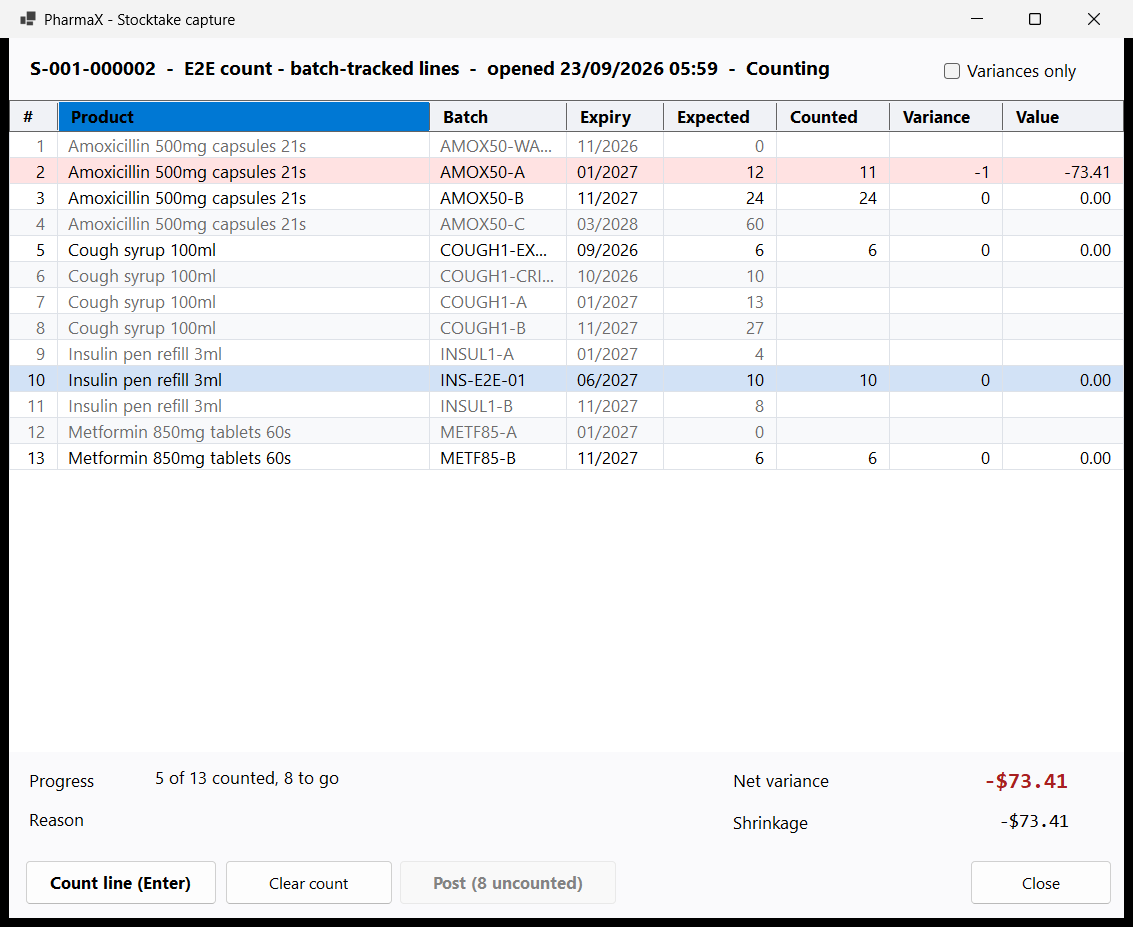 PharmaX - Stocktake capture
S-001-000002 - E2E count - batch-tracked lines - opened 23/09/2026 05:59 - Counting
Variances only
# Product Batch Expiry Expected Counted Variance Value
1 Amoxicillin 500mg capsules 21s AMOX50-WA... 11/2026 0
2 Amoxicillin 500mg capsules 21s AMOX50-A 01/2027 12 11 -1 -73.41
3 Amoxicillin 500mg capsules 21s AMOX50-B 11/2027 24 24 0 0.00
4 Amoxicillin 500mg capsules 21s AMOX50-C 03/2028 60
5 Cough syrup 100ml COUGH1-EX... 09/2026 6 6 0 0.00
6 Cough syrup 100ml COUGH1-CRI... 10/2026 10
7 Cough syrup 100ml COUGH1-A 01/2027 13
8 Cough syrup 100ml COUGH1-B 11/2027 27
9 Insulin pen refill 3ml INSUL1-A 01/2027 4
10 Insulin pen refill 3ml INS-E2E-01 06/2027 10 10 0 0.00
11 Insulin pen refill 3ml INSUL1-B 11/2027 8
12 Metformin 850mg tablets 60s METF85-A 01/2027 0
13 Metformin 850mg tablets 60s METF85-B 11/2027 6 6 0 0.00
Progress 5 of 13 counted, 8 to go Net variance -$73.41
Reason Shrinkage -$73.41
Count line (Enter) Clear count Post (8 uncounted) Close